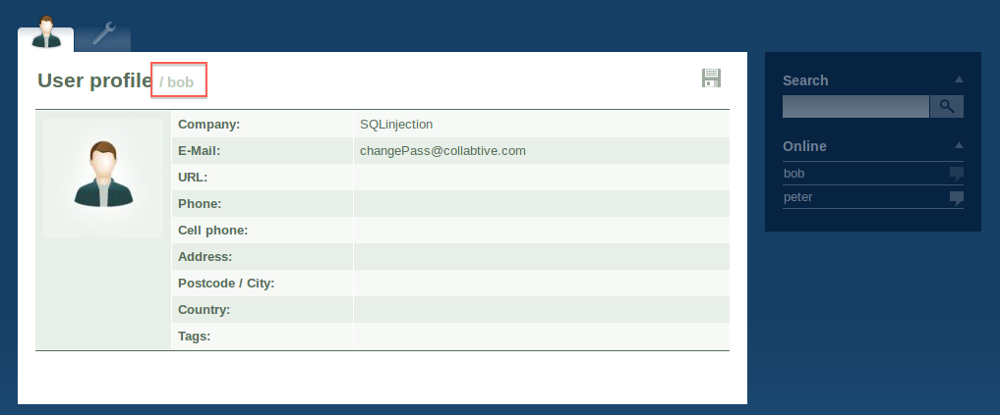 User profile / bob
Company: SQLinjection
E-Mail: changePass@collabtive.com
URL:
Phone:
Cell phone:
Address:
Postcode / City:
Country:
Tags:
Search
Online
bob
peter